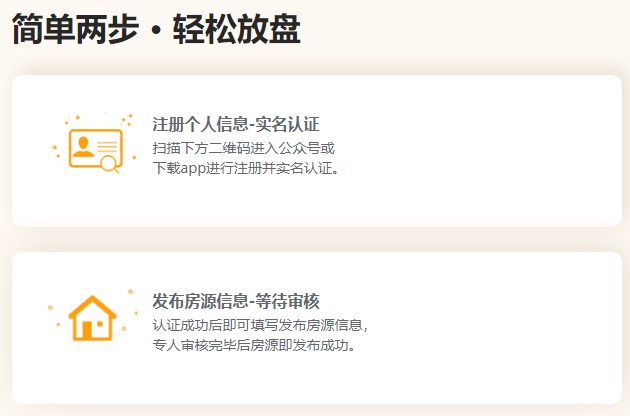 简单两步·轻松放盘
注册个人信息-实名认证
扫描下方二维码进入公众号或
下载app进行注册并实名认证。
发布房源信息-等待审核
认证成功后即可填写发布房源信息，
专人审核完毕后房源即发布成功。